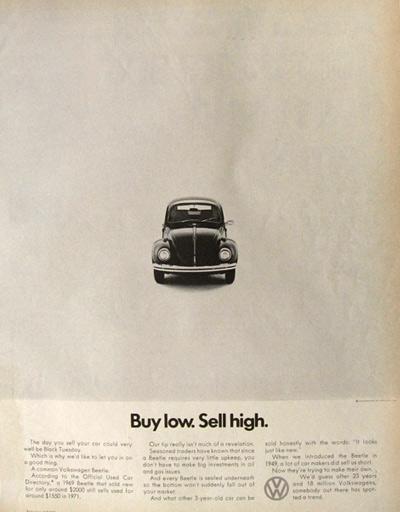 Buy low. Sell high.
The day you sell your car could very
well be Black Tuesday.
Which is why we'd like to let you in on
a good thing.
A common Volkswagen Beetle.
According to the Official Used Car
Directory,* a 1969 Beetle that sold new
for only around $2000 still sells used for
around $1550 in 1971.
Our tip really isn't much of a revelation.
Seasoned traders have known that since
a Beetle requires very little upkeep, you
don't have to make big investments in oil
and gas issues.
And every Beetle is sealed underneath
so the bottom won't suddenly fall out of
your market.
And what other 3-year-old car can be
sold honestly with the words: "It looks
just like new."
When we introduced the Beetle in
1949, a lot of car makers did sell us short.
Now they're trying to make their own.
We'd guess after 23 years
and 18 million Volkswagens,
somebody out there has spot-
ted a trend.
VW